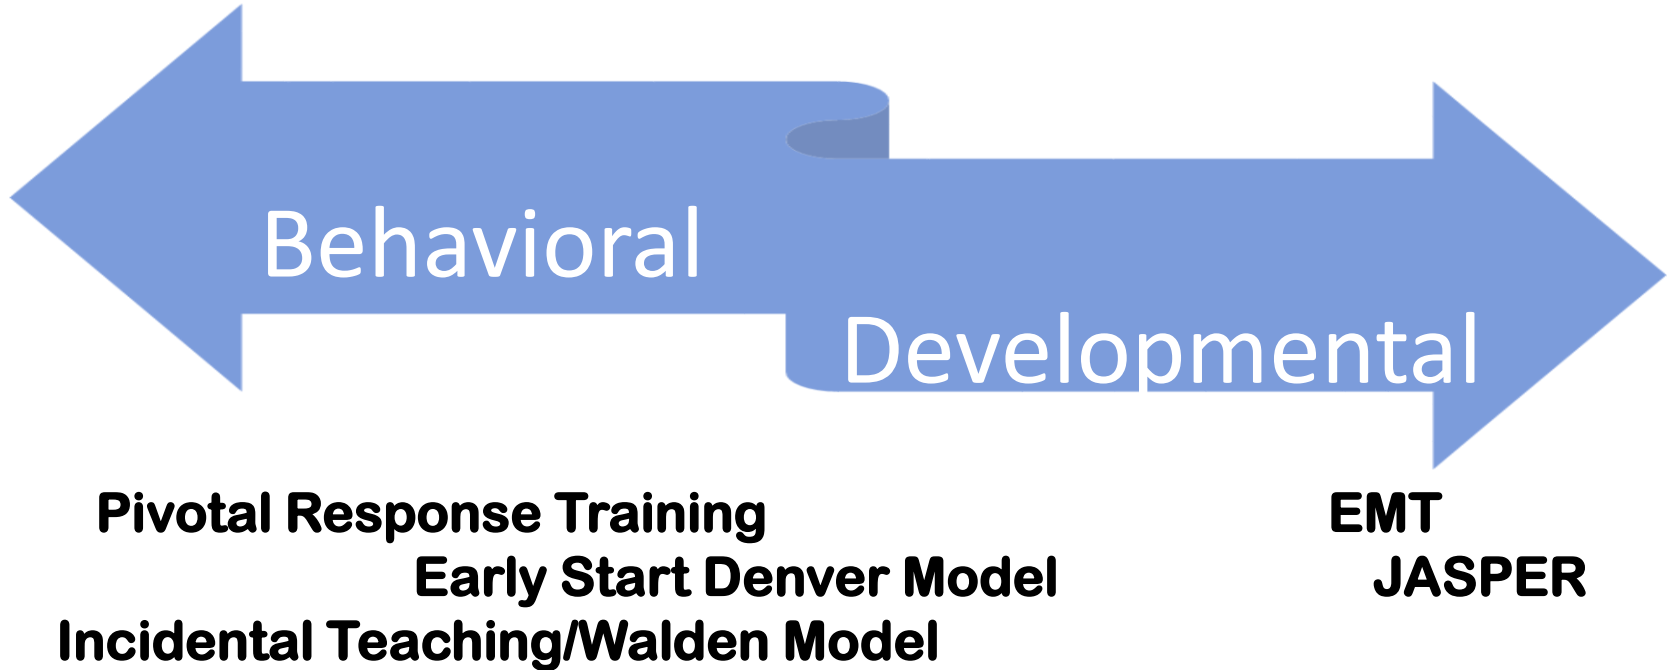 Behavioral
Developmental
Pivotal Response Training EMT
Early Start Denver Model JASPER
Incidental Teaching/Walden Model